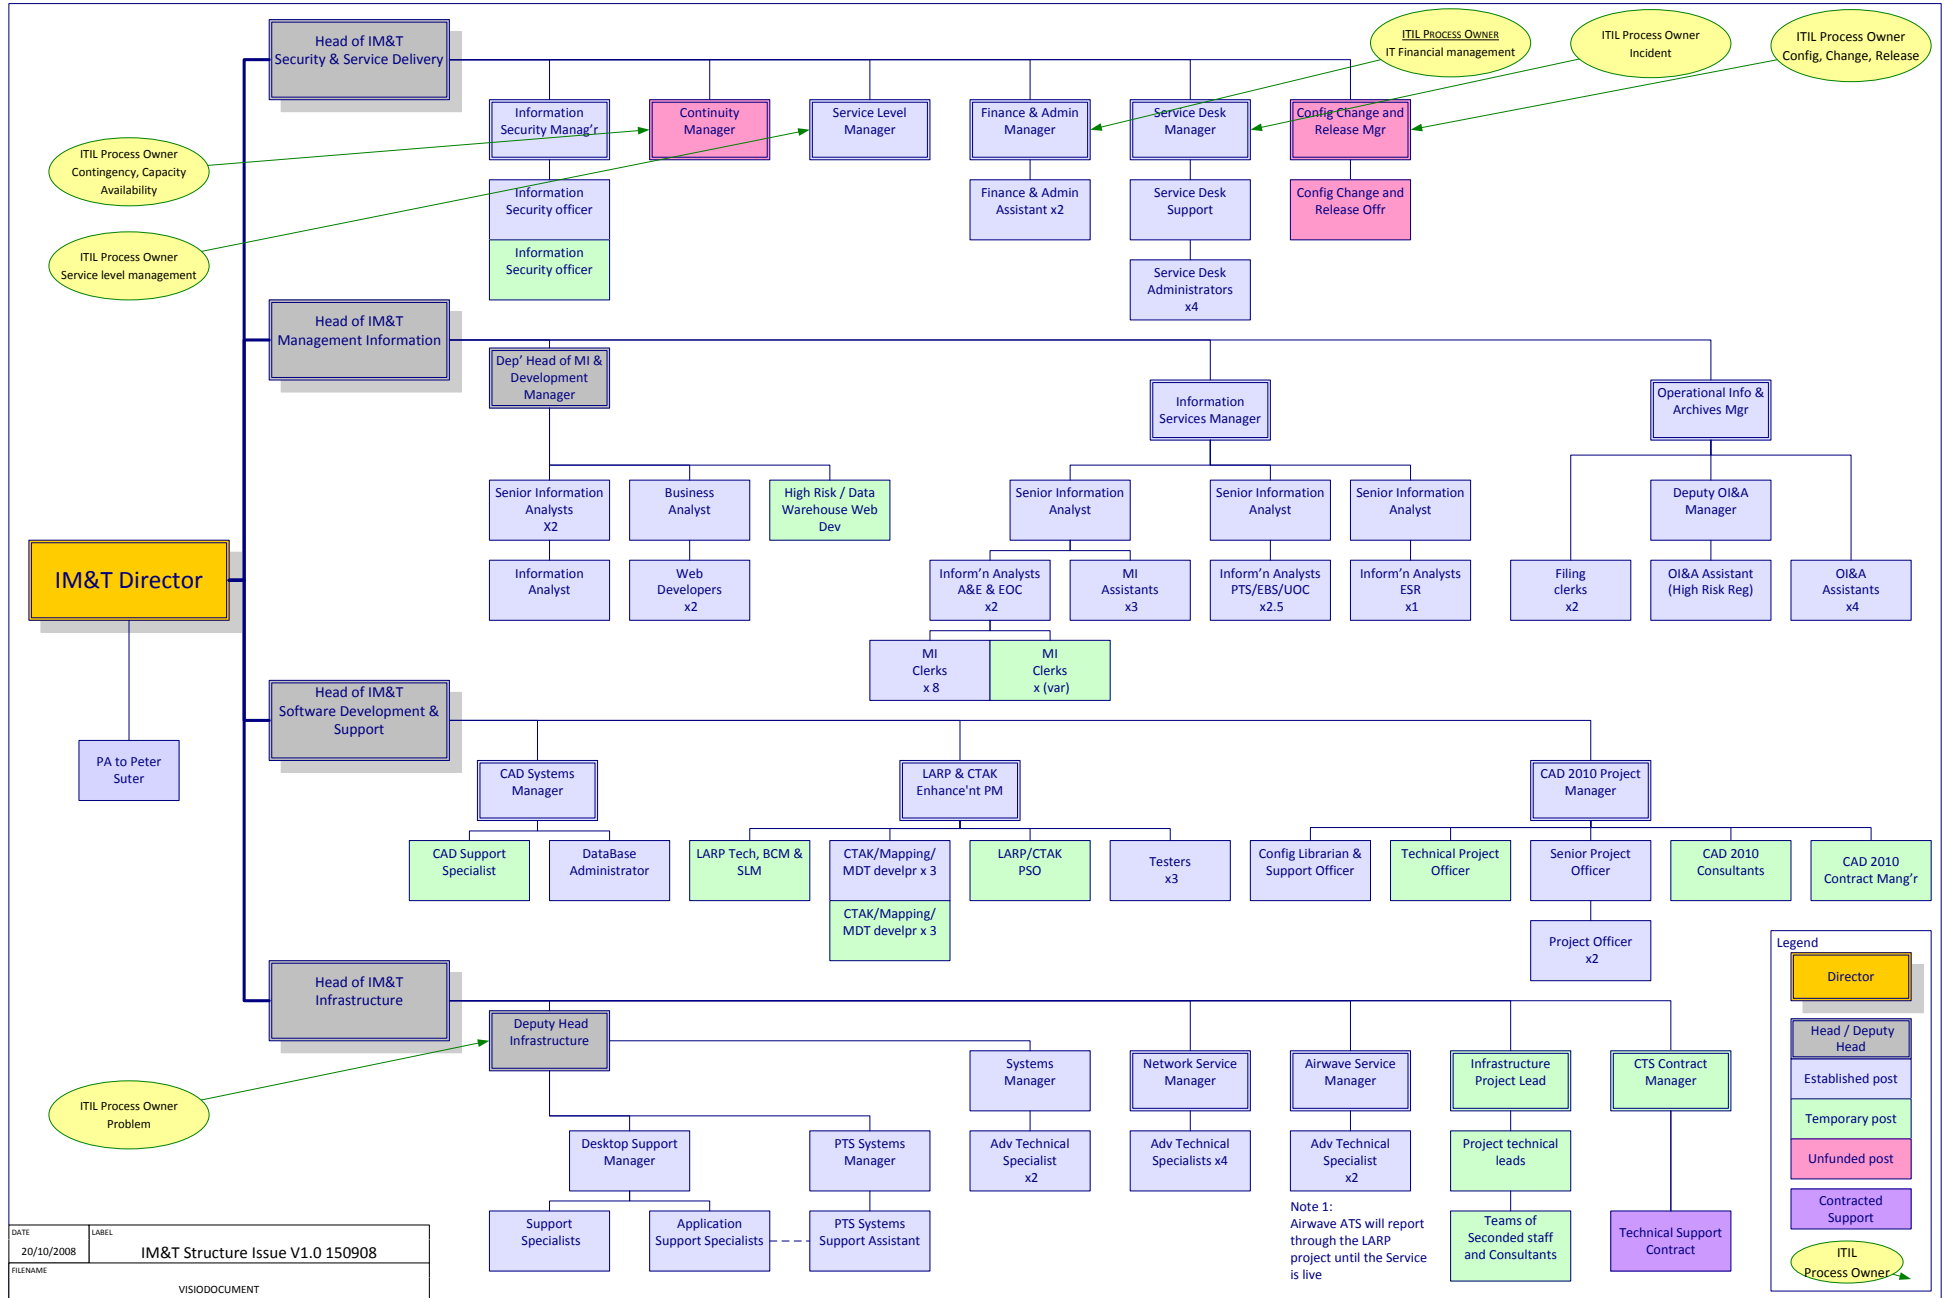 Head of IM&T
Security & Service Delivery
ITIL PROCESS OWNER
IT Financial management
ITIL Process Owner
Incident
ITIL Process Owner
Config, Change, Release
Information
Security Manag'r
Continuity
Manager
Service Level
Manager
Finance & Admin
Manager
Service Desk
Manager
Config Change and
Release Mgr
ITIL Process Owner
Contingency, Capacity
Availability
Information
Security officer
Finance & Admin
Assistant x2
Service Desk
Support
Config Change and
Release Offr
ITIL Process Owner
Service level management
Information
Security officer
Service Desk
Administrators
x4
Head of IM&T
Management Information
Dep' Head of MI &
Development
Manager
Information
Services Manager
Operational Info &
Archives Mgr
Senior Information
Analysts
X2
Business
Analyst
High Risk / Data
Warehouse Web
Dev
Senior Information
Analyst
Senior Information
Analyst
Senior Information
Analyst
Deputy OI&A
Manager
IM&T Director
Information
Analyst
Web
Developers
x2
Inform'n Analysts
A&E & EOC
x2
MI
Assistants
x3
Inform'n Analysts
PTS/EBS/UOC
x2.5
Inform'n Analysts
ESR
x1
Filing
clerks
x2
OI&A Assistant
(High Risk Reg)
OI&A
Assistants
x4
MI
Clerks
x 8
MI
Clerks
x (var)
Head of IM&T
Software Development &
Support
PA to Peter
Suter
CAD Systems
Manager
LARP & CTAK
Enhance'nt PM
CAD 2010 Project
Manager
CAD Support
Specialist
DataBase
Administrator
LARP Tech, BCM &
SLM
CTAK/Mapping/
MDT develpr x 3
LARP/CTAK
PSO
Testers
x3
Config Librarian &
Support Officer
Technical Project
Officer
Senior Project
Officer
CAD 2010
Consultants
CAD 2010
Contract Mang'r
CTAK/Mapping/
MDT develpr x 3
Project Officer
x2
Head of IM&T
Infrastructure
Deputy Head
Infrastructure
Systems
Manager
Network Service
Manager
Airwave Service
Manager
Infrastructure
Project Lead
CTS Contract
Manager
ITIL Process Owner
Problem
Desktop Support
Manager
PTS Systems
Manager
Adv Technical
Specialist
x2
Adv Technical
Specialists x4
Adv Technical
Specialist
x2
Project technical
leads
Support
Specialists
Application
Support Specialists
PTS Systems
Support Assistant
Note 1:
Airwave ATS will report
through the LARP
project until the Service
is live
Teams of
Seconded staff
and Consultants
Technical Support
Contract
Legend
Director
Head / Deputy
Head
Established post
Temporary post
Unfunded post
Contracted
Support
ITIL
Process Owner
DATE
20/10/2008
LABEL
IM&T Structure Issue V1.0 150908
FILENAME
VISIODOCUMENT